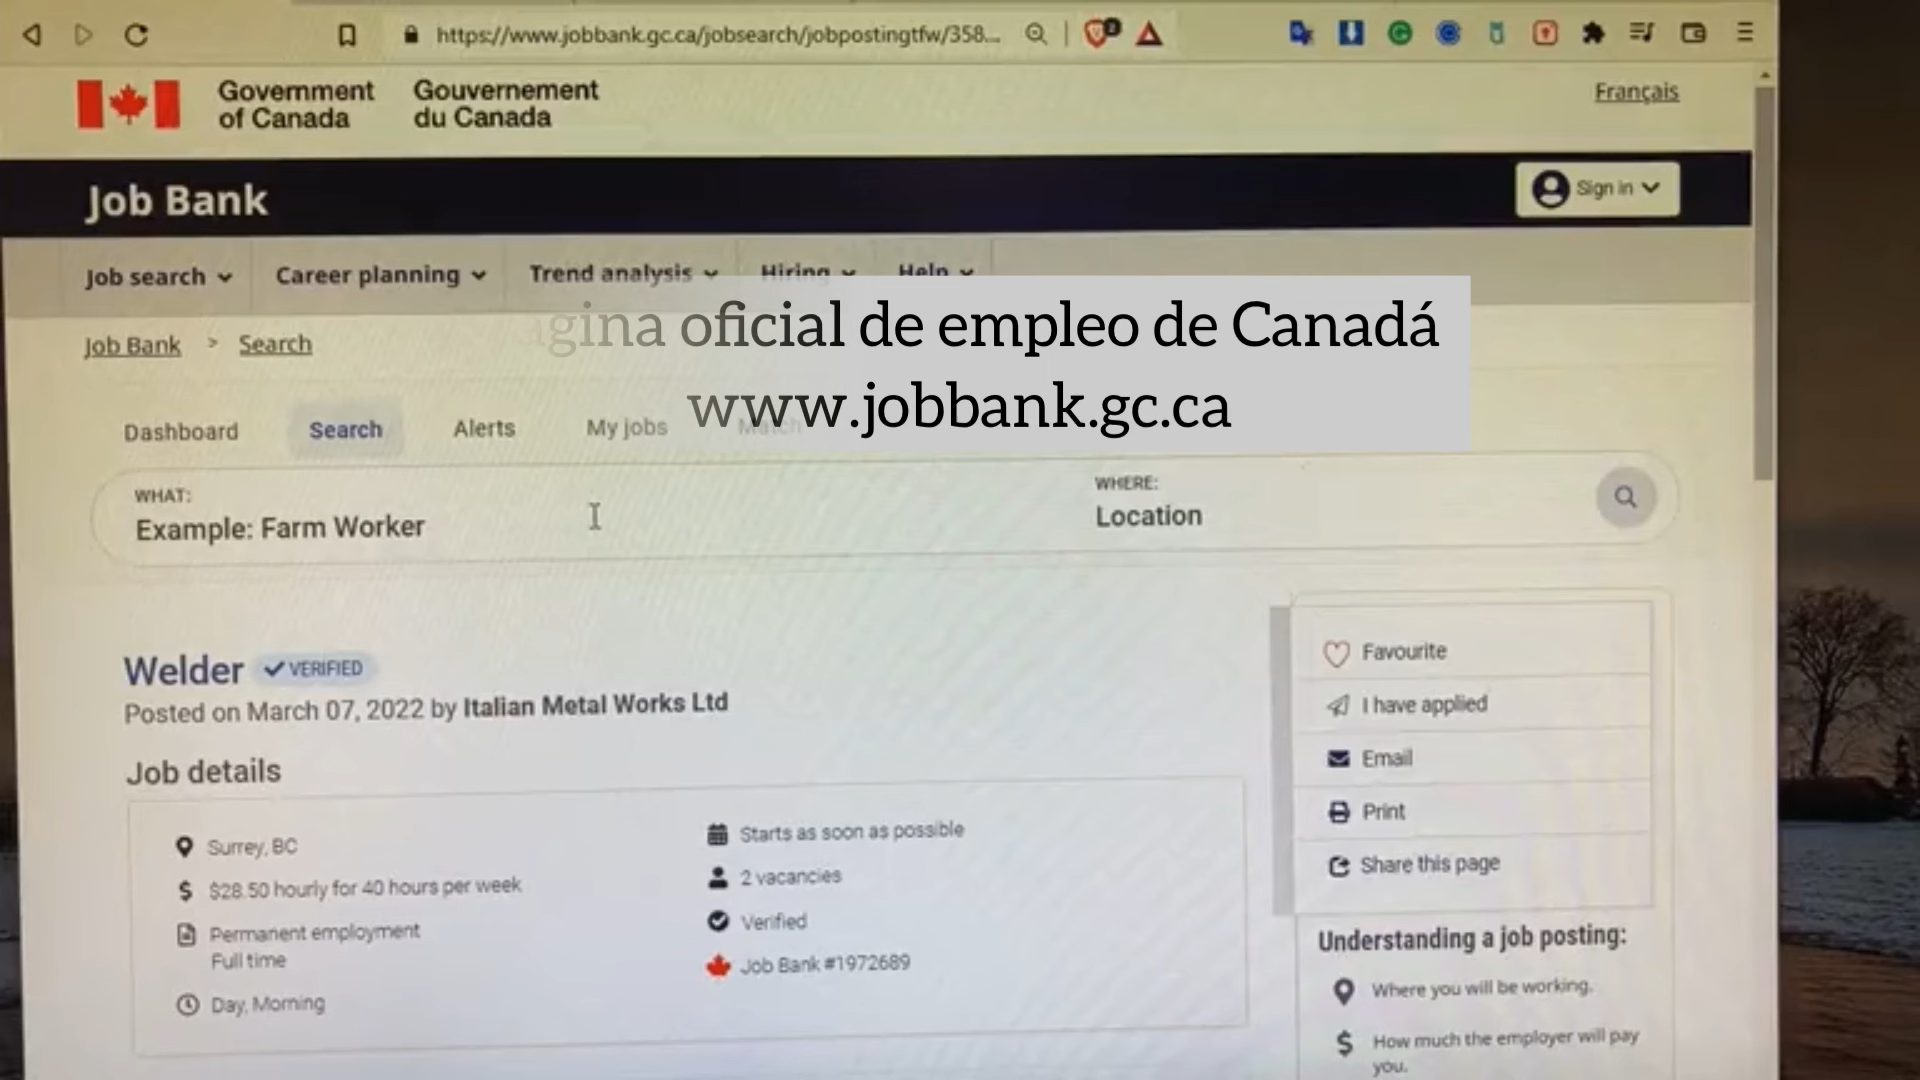 https://www.jobbank.gc.ca/jobsearch/jobpostingtfw/358...
Government
of Canada
Gouvernement
du Canada
Français
Job Bank
Sign in
Job search
Career planning
Trend analysis
Hiring
Help
gina oficial de empleo de Canadá
www.jobbank.gc.ca
Job Bank > Search
Dashboard
Search
Alerts
My jobs
Match
WHAT:
Example: Farm Worker
WHERE:
Location
Welder VERIFIED
Posted on March 07, 2022 by Italian Metal Works Ltd
Job details
Surrey, BC
$28.50 hourly for 40 hours per week
Permanent employment
Full time
Day, Morning
Starts as soon as possible
2 vacancies
Verified
Job Bank #1972689
Favourite
I have applied
Email
Print
Share this page
Understanding a job posting:
Where you will be working.
How much the employer will pay
you.